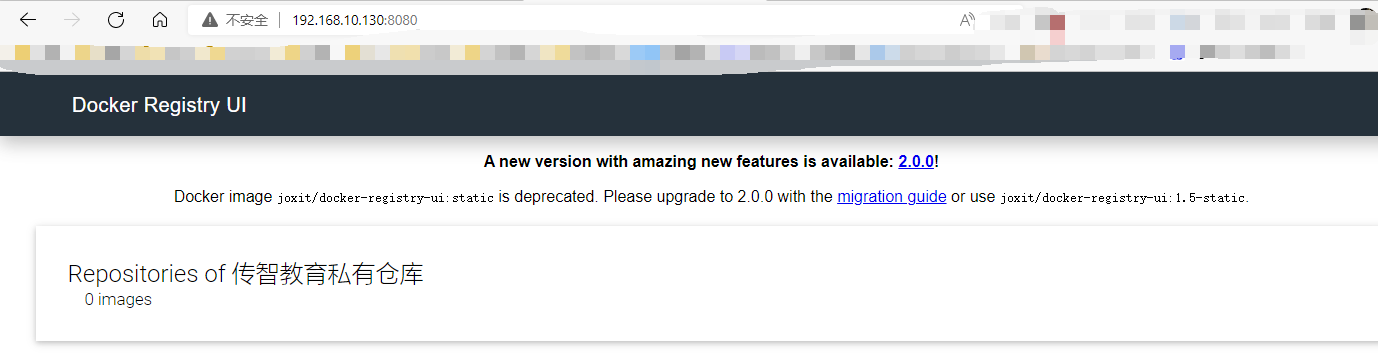 不安全 192.168.10.130:8080
Docker Registry UI
A new version with amazing new features is available: 2.0.0!
Docker image joxit/docker-registry-ui:static is deprecated. Please upgrade to 2.0.0 with the migration guide or use joxit/docker-registry-ui:1.5-static.
Repositories of 传智教育私有仓库
0 images